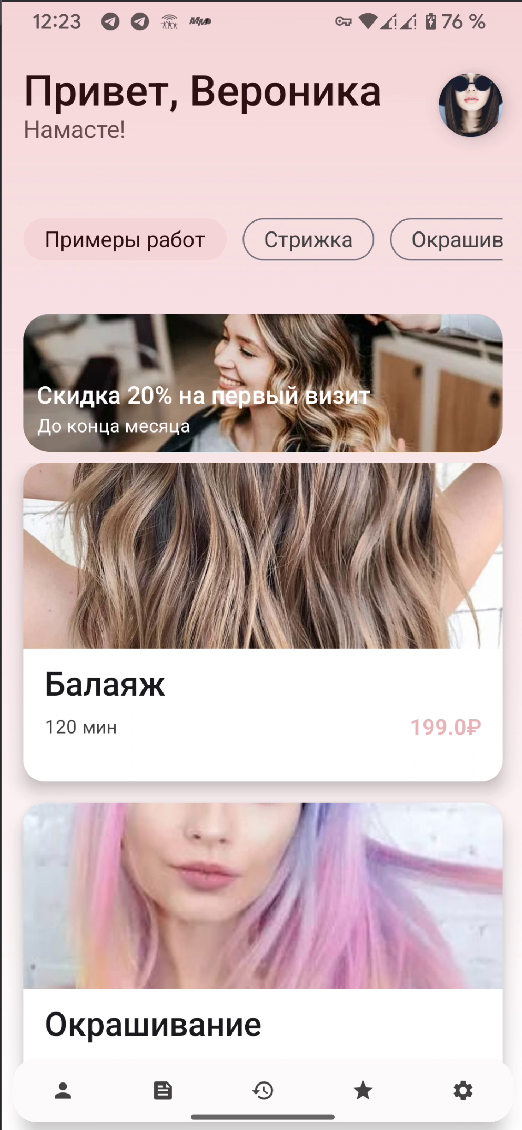 12:23
76 %
Привет, Вероника
Намасте!
Примеры работ
Стрижка
Окрашив
Скидка 20% на первый визит
До конца месяца
Балаяж
120 мин
199.0₽
Окрашивание